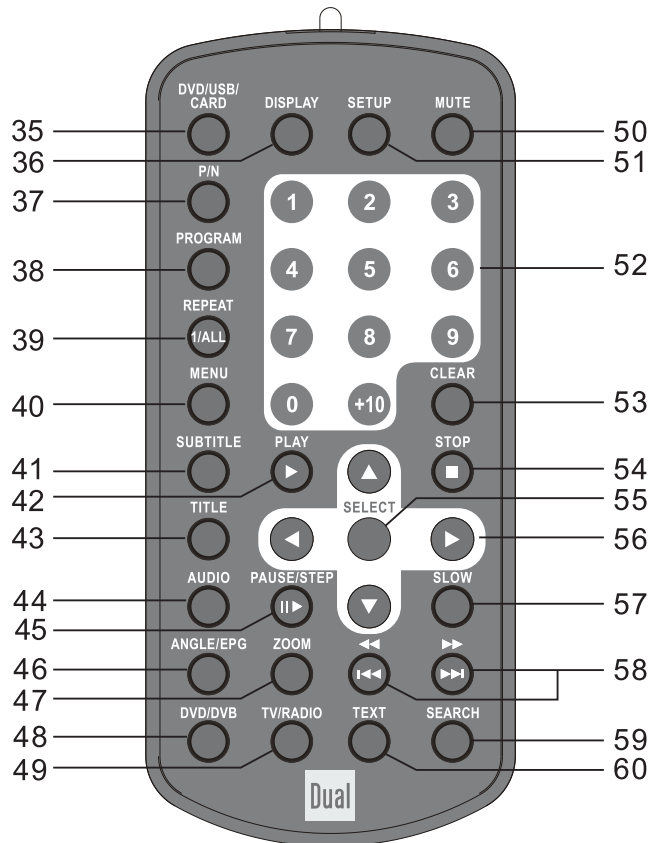 DVD/USB/
CARD
DISPLAY
SETUP
MUTE
35
36
50
51
P/N
37
1
2
3
PROGRAM
38
4
5
6
52
REPEAT
1/ALL
39
7
8
9
MENU
40
0
+10
CLEAR
53
SUBTITLE
41
PLAY
42
STOP
54
TITLE
43
SELECT
55
56
AUDIO
44
PAUSE/STEP
45
SLOW
57
ANGLE/EPG
46
ZOOM
47
58
DVD/DVB
48
TV/RADIO
49
TEXT
SEARCH
59
60
Dual